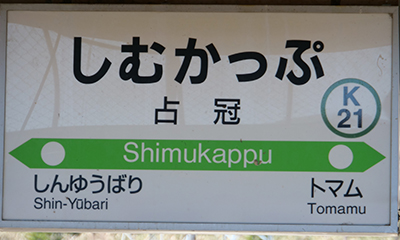 しむかっぷ
占冠
K
21
Shimukappu
しんゆうばり
Shin-Yūbari
トマム
Tomamu